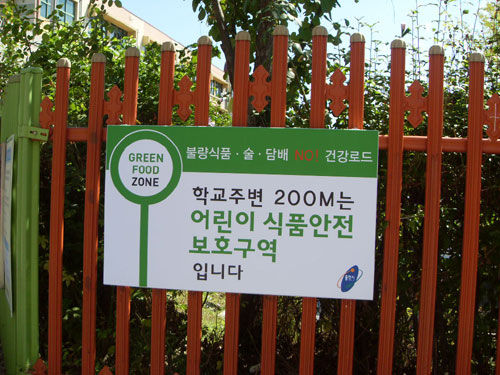 GREEN
FOOD
ZONE
불량식품 · 술 · 담배 NO! 건강로드
학교주변 200M는
어린이 식품안전
보호구역
입니다